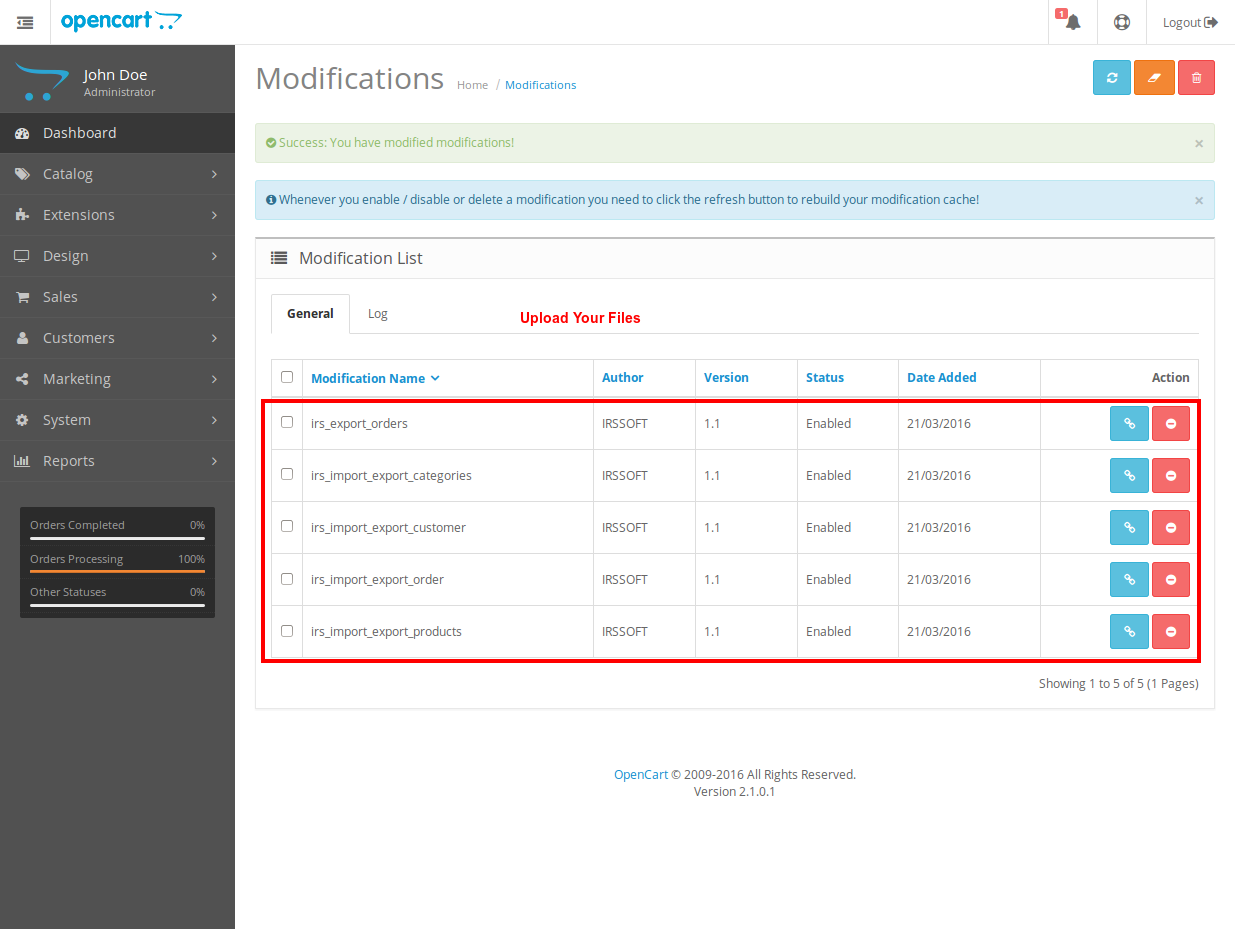 opencart
1
Logout
John Doe
Administrator
Modifications Home / Modifications
Dashboard
Catalog
Extensions
Design
Sales
Customers
Marketing
System
Reports
Orders Completed 0%
Orders Processing 100%
Other Statuses 0%
Success: You have modified modifications! ×
Whenever you enable / disable or delete a modification you need to click the refresh button to rebuild your modification cache! ×
Modification List
General Log
Upload Your Files
Modification Name Author Version Status Date Added Action
irs_export_orders IRSSOFT 1.1 Enabled 21/03/2016
irs_import_export_categories IRSSOFT 1.1 Enabled 21/03/2016
irs_import_export_customer IRSSOFT 1.1 Enabled 21/03/2016
irs_import_export_order IRSSOFT 1.1 Enabled 21/03/2016
irs_import_export_products IRSSOFT 1.1 Enabled 21/03/2016
Showing 1 to 5 of 5 (1 Pages)
OpenCart © 2009-2016 All Rights Reserved.
Version 2.1.0.1